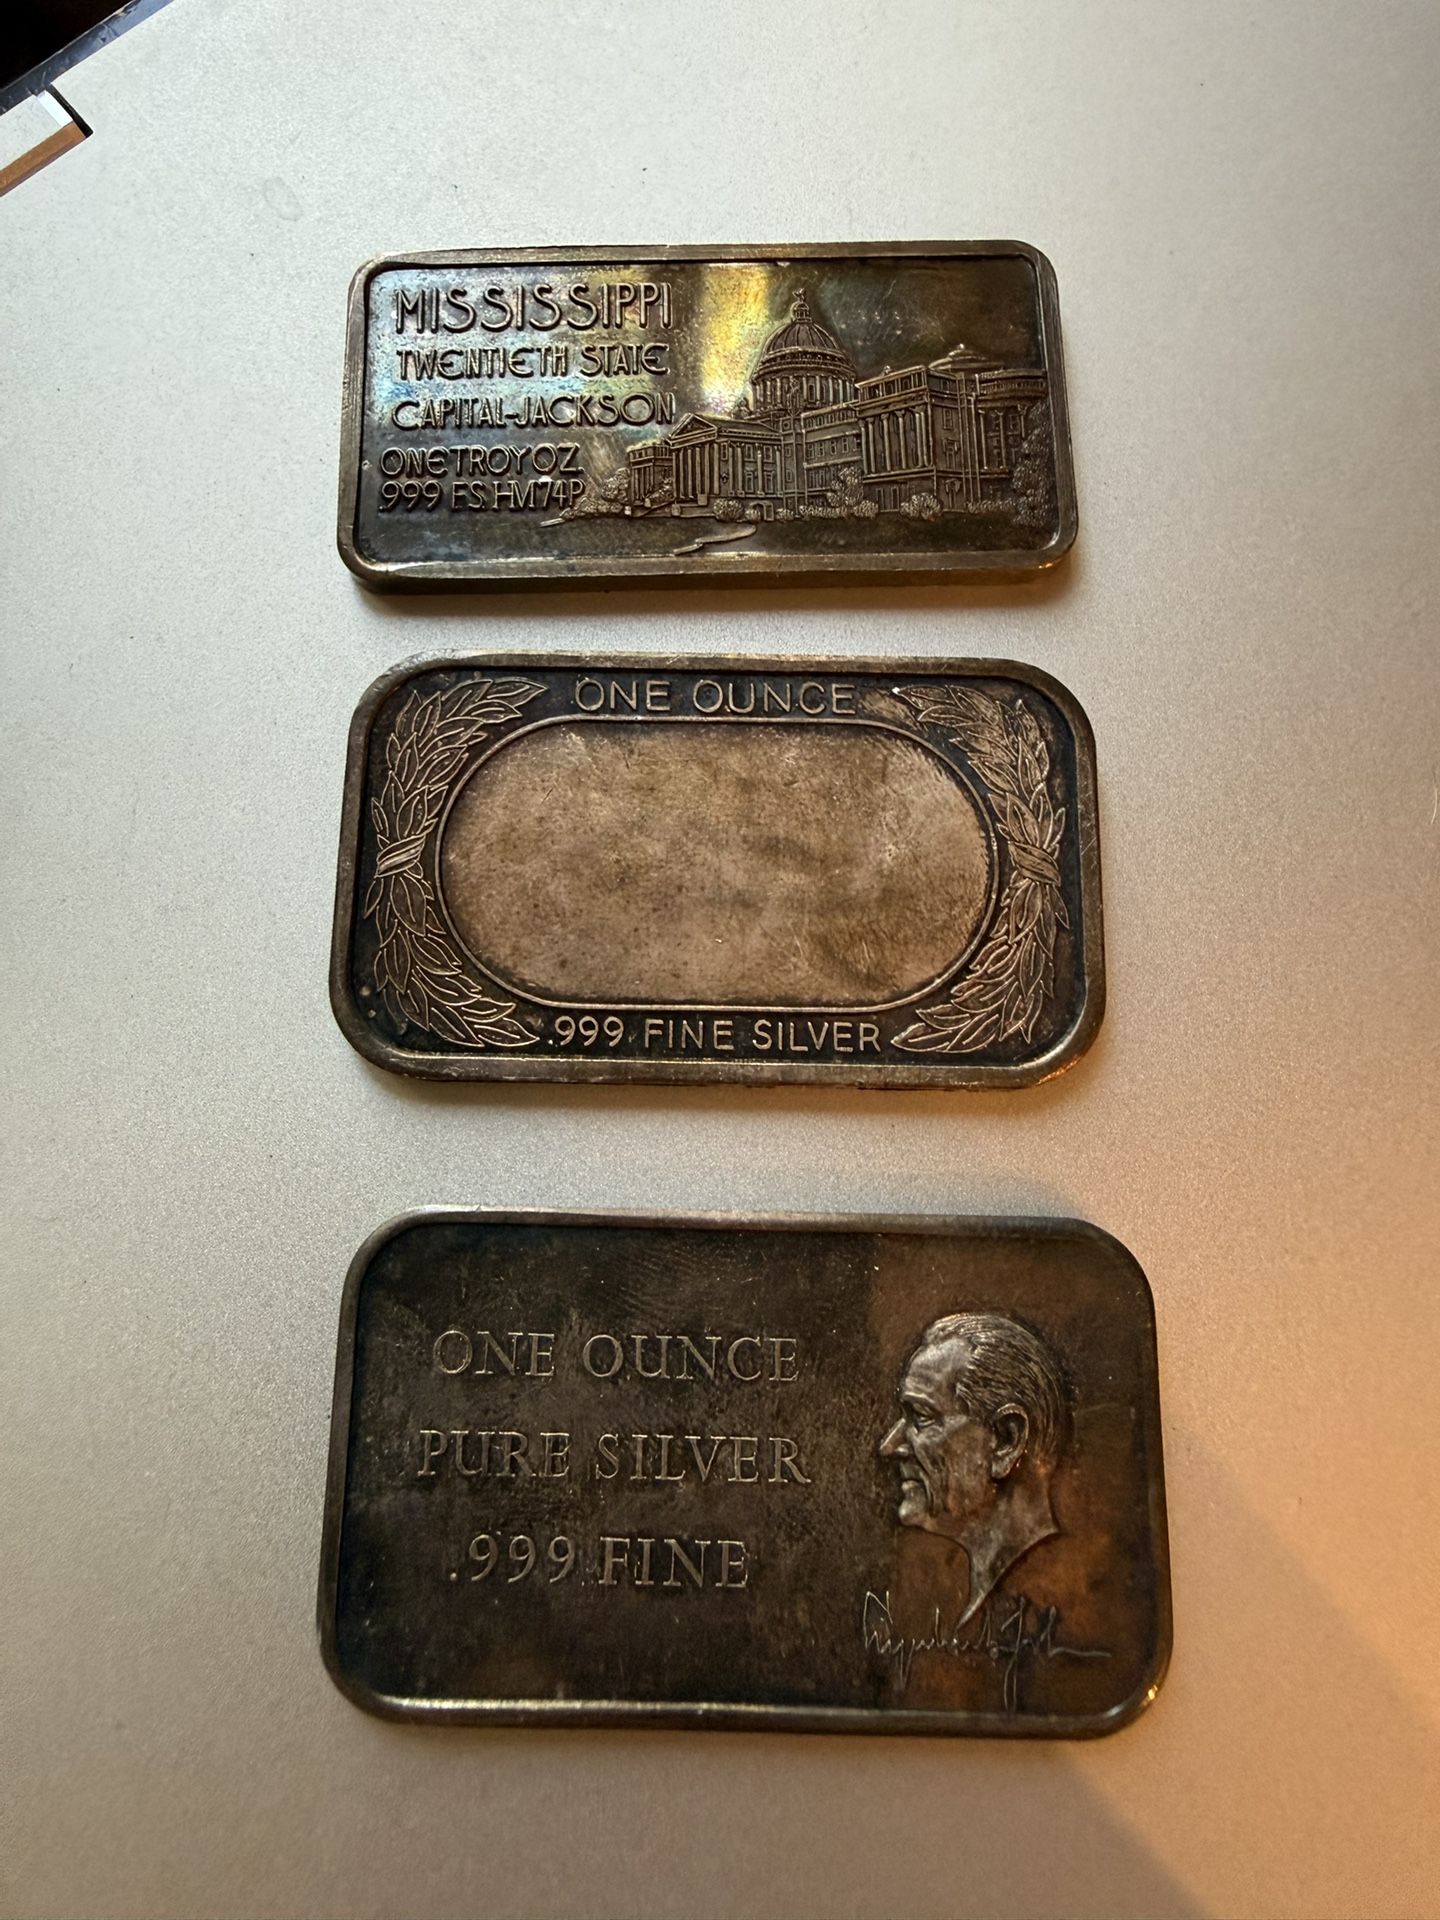 MISSISSIPPI
TWENTIETH STATE
CAPITAL-JACKSON
ONE TROY OZ.
.999 F.S. HM74P
ONE OUNCE
.999 FINE SILVER
ONE OUNCE
PURE SILVER
.999 FINE